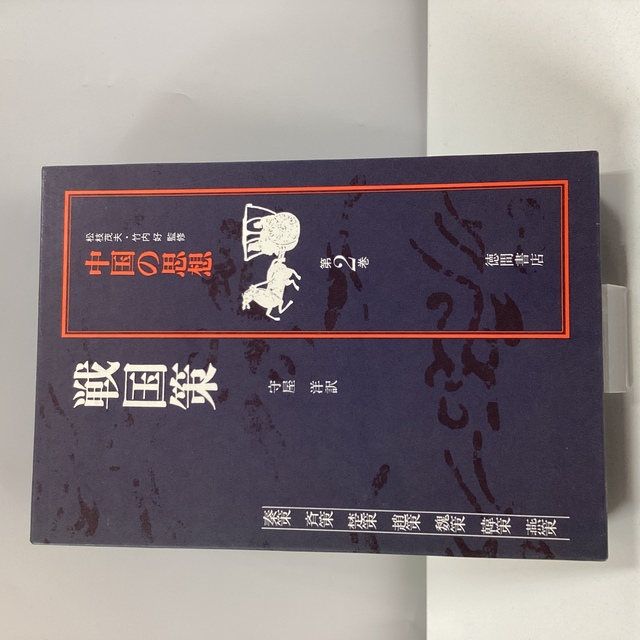 松枝茂夫・竹内好 監修
中国の思想
第2巻
徳間書店
戦国策
守屋 洋訳
秦策
斉策
楚策
趙策
魏策
韓策
燕策